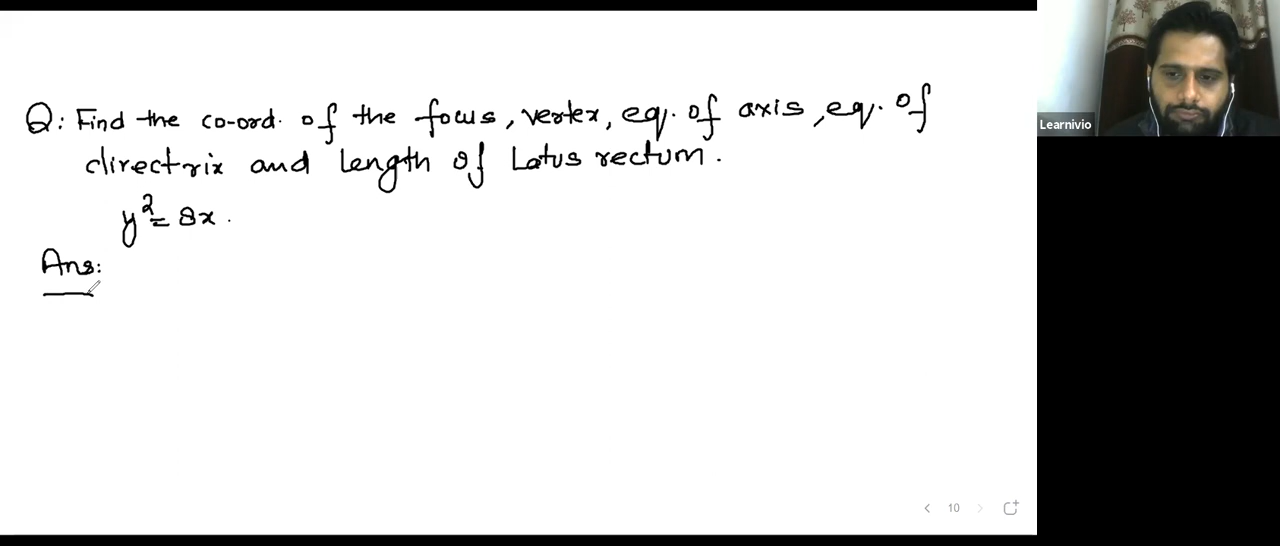 Q: Find the co-ord. of the focus, vertex, eq. of axis, eq. of
directrix and length of Latus rectum.
y² = 8x.
Ans:
Learnivio
10